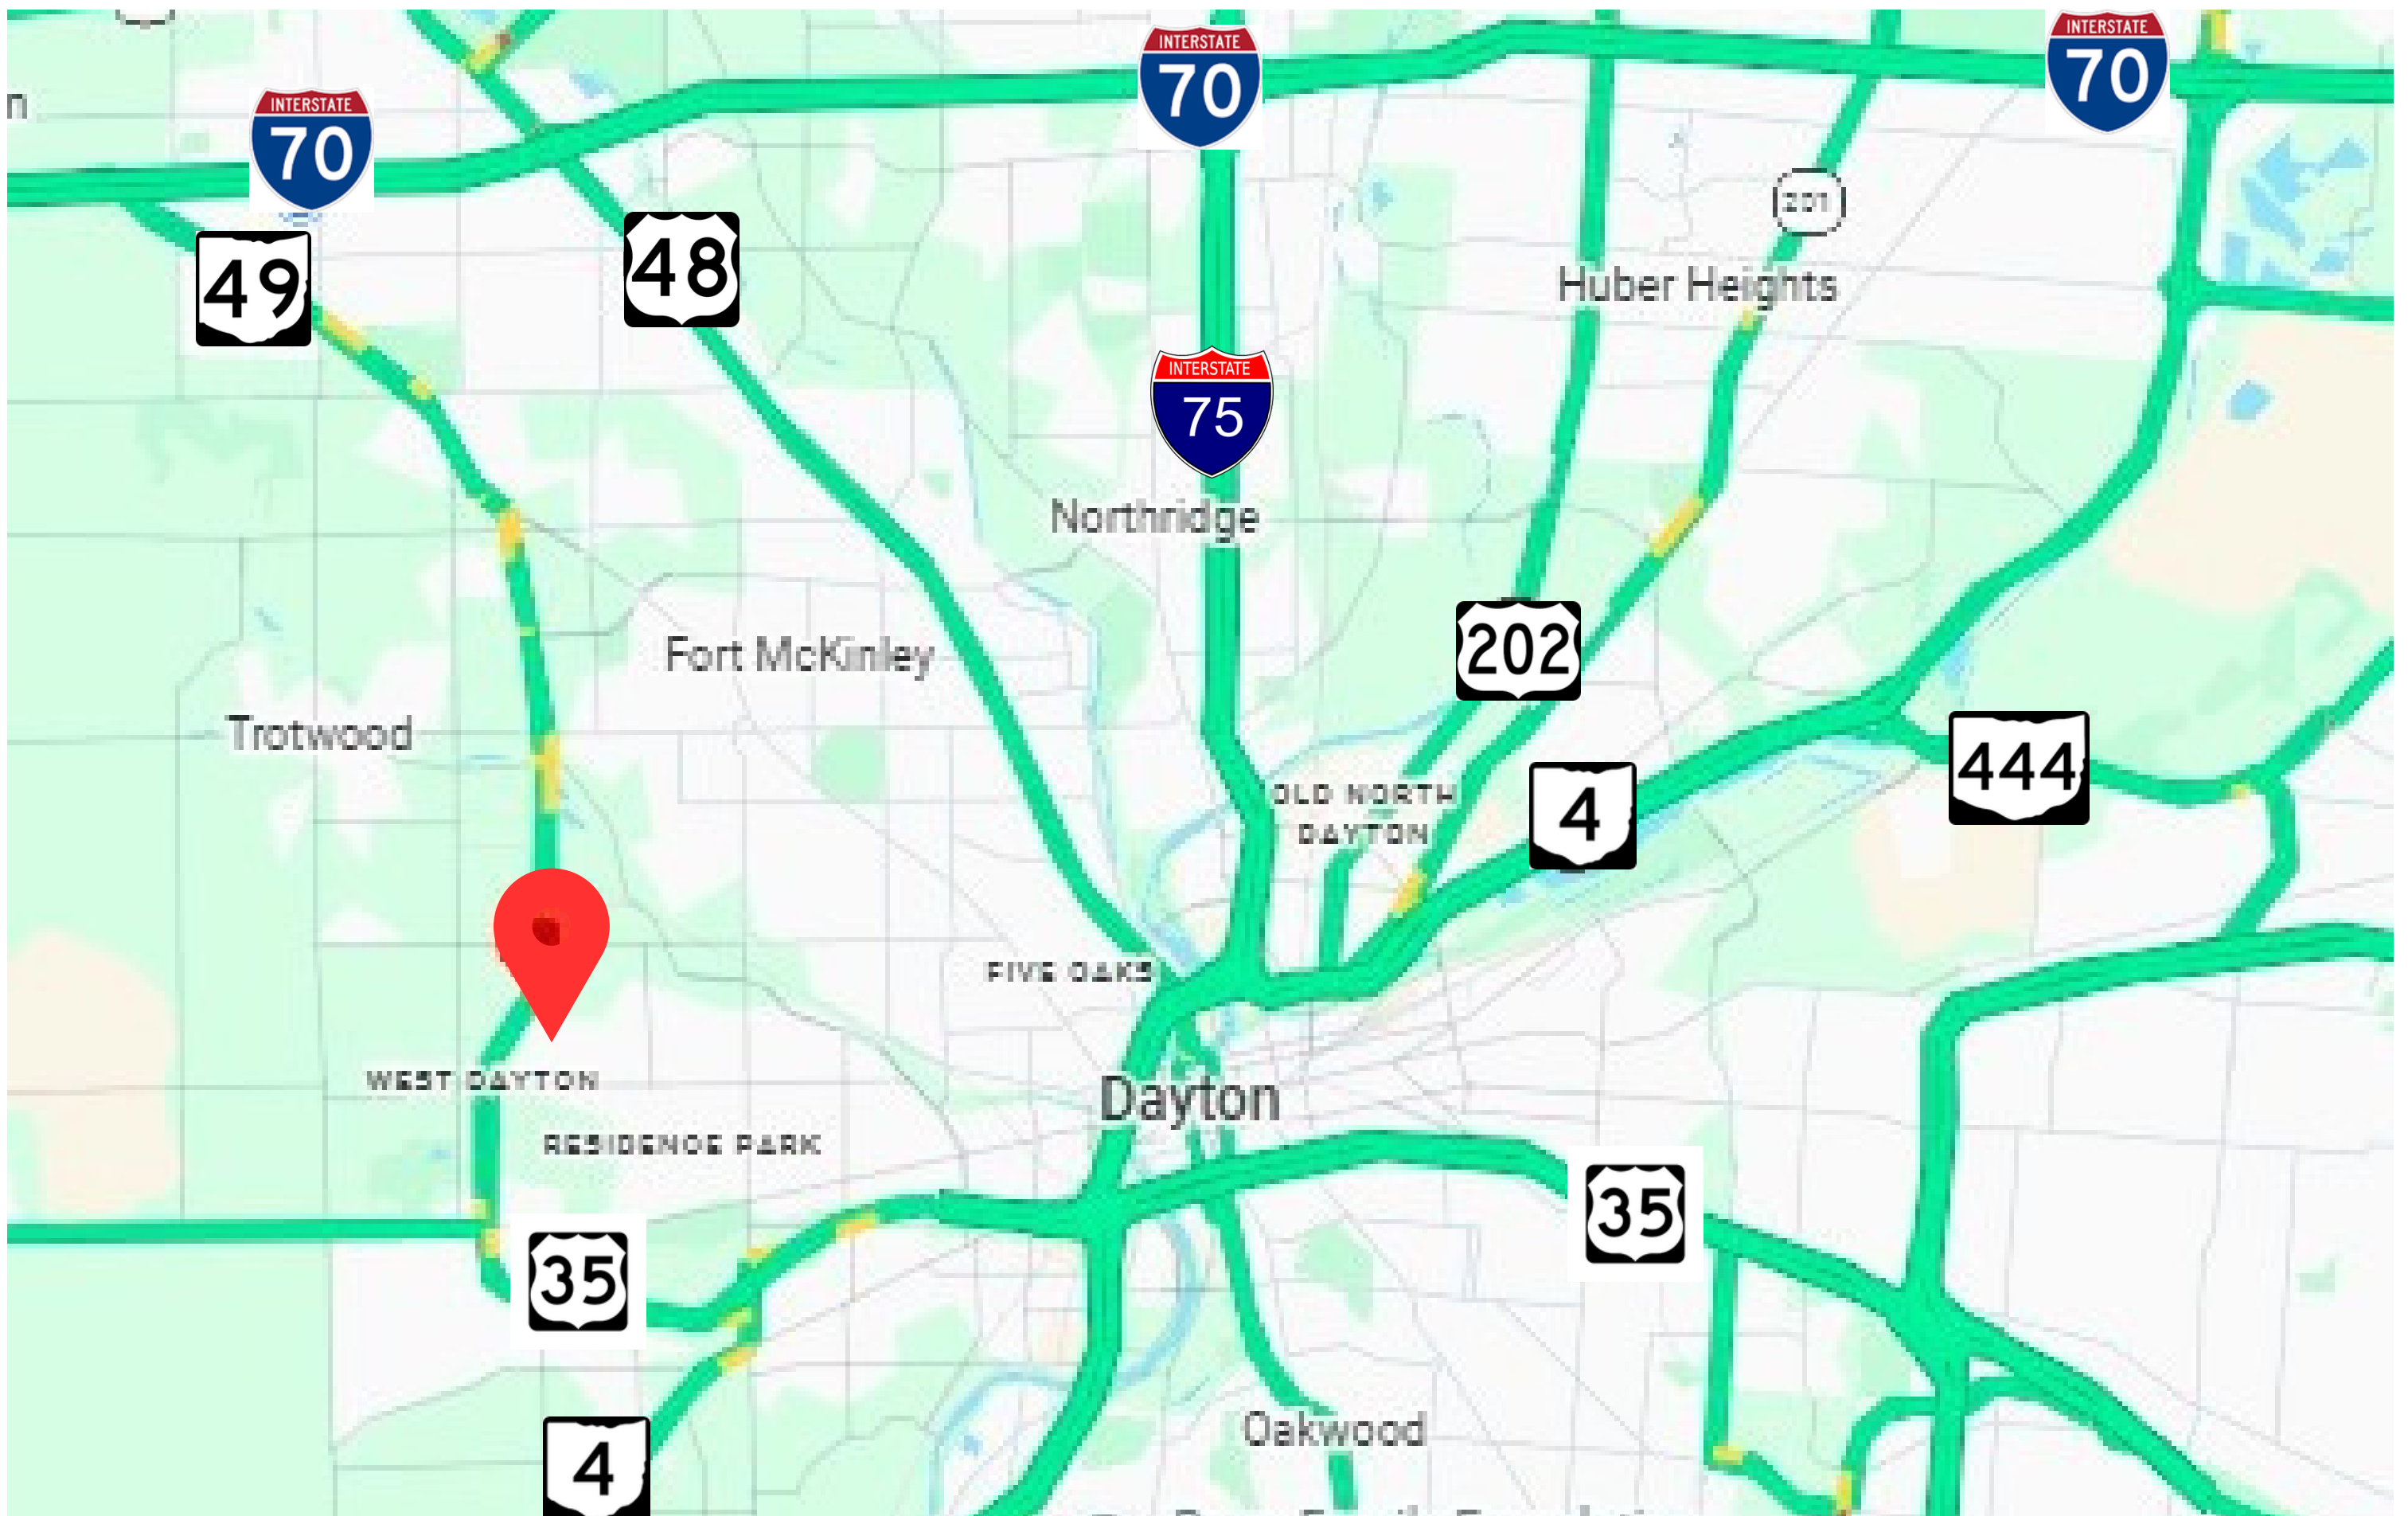 n
INTERSTATE
70
INTERSTATE
70
INTERSTATE
70
201
49
48
Huber Heights
INTERSTATE
75
Northridge
202
Fort McKinley
Trotwood
444
4
OLD NORTH
DAYTON
FIVE OAKS
WEST DAYTON
Dayton
RESIDENCE PARK
35
35
Oakwood
4